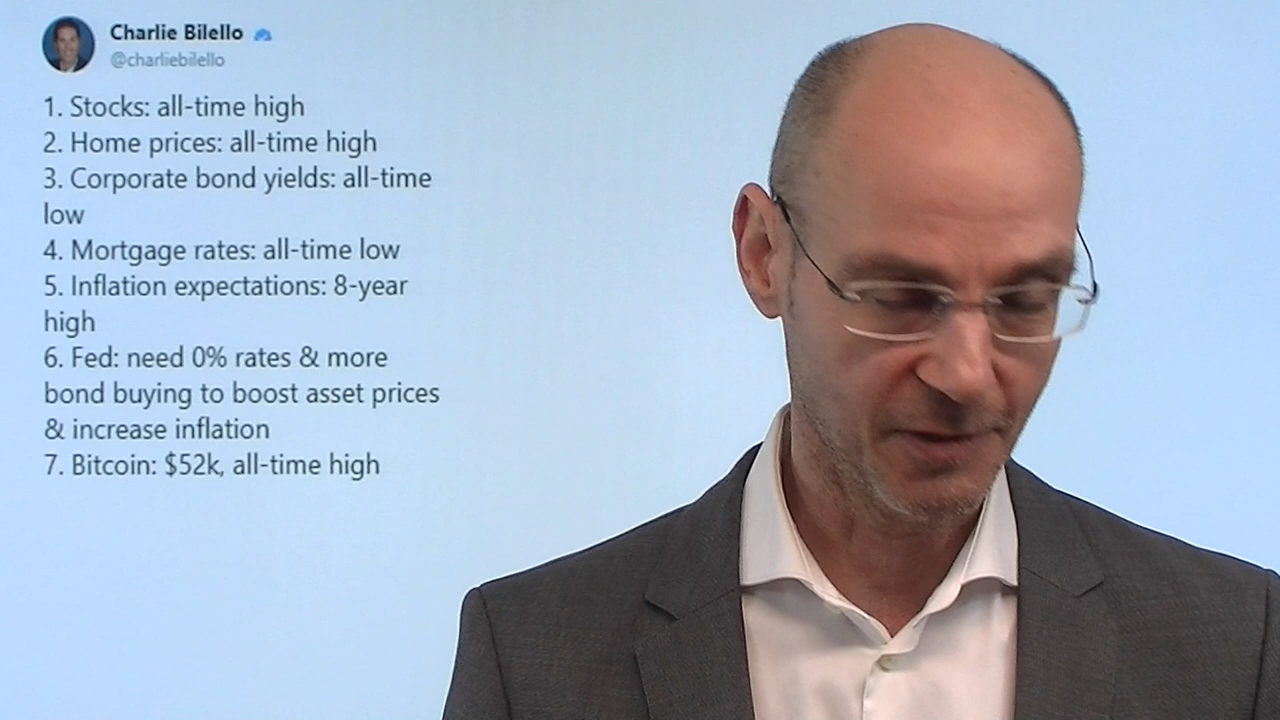 Charlie Bilello
@charliebilello
1. Stocks: all-time high
2. Home prices: all-time high
3. Corporate bond yields: all-time
low
4. Mortgage rates: all-time low
5. Inflation expectations: 8-year
high
6. Fed: need 0% rates & more
bond buying to boost asset prices
& increase inflation
7. Bitcoin: $52k, all-time high